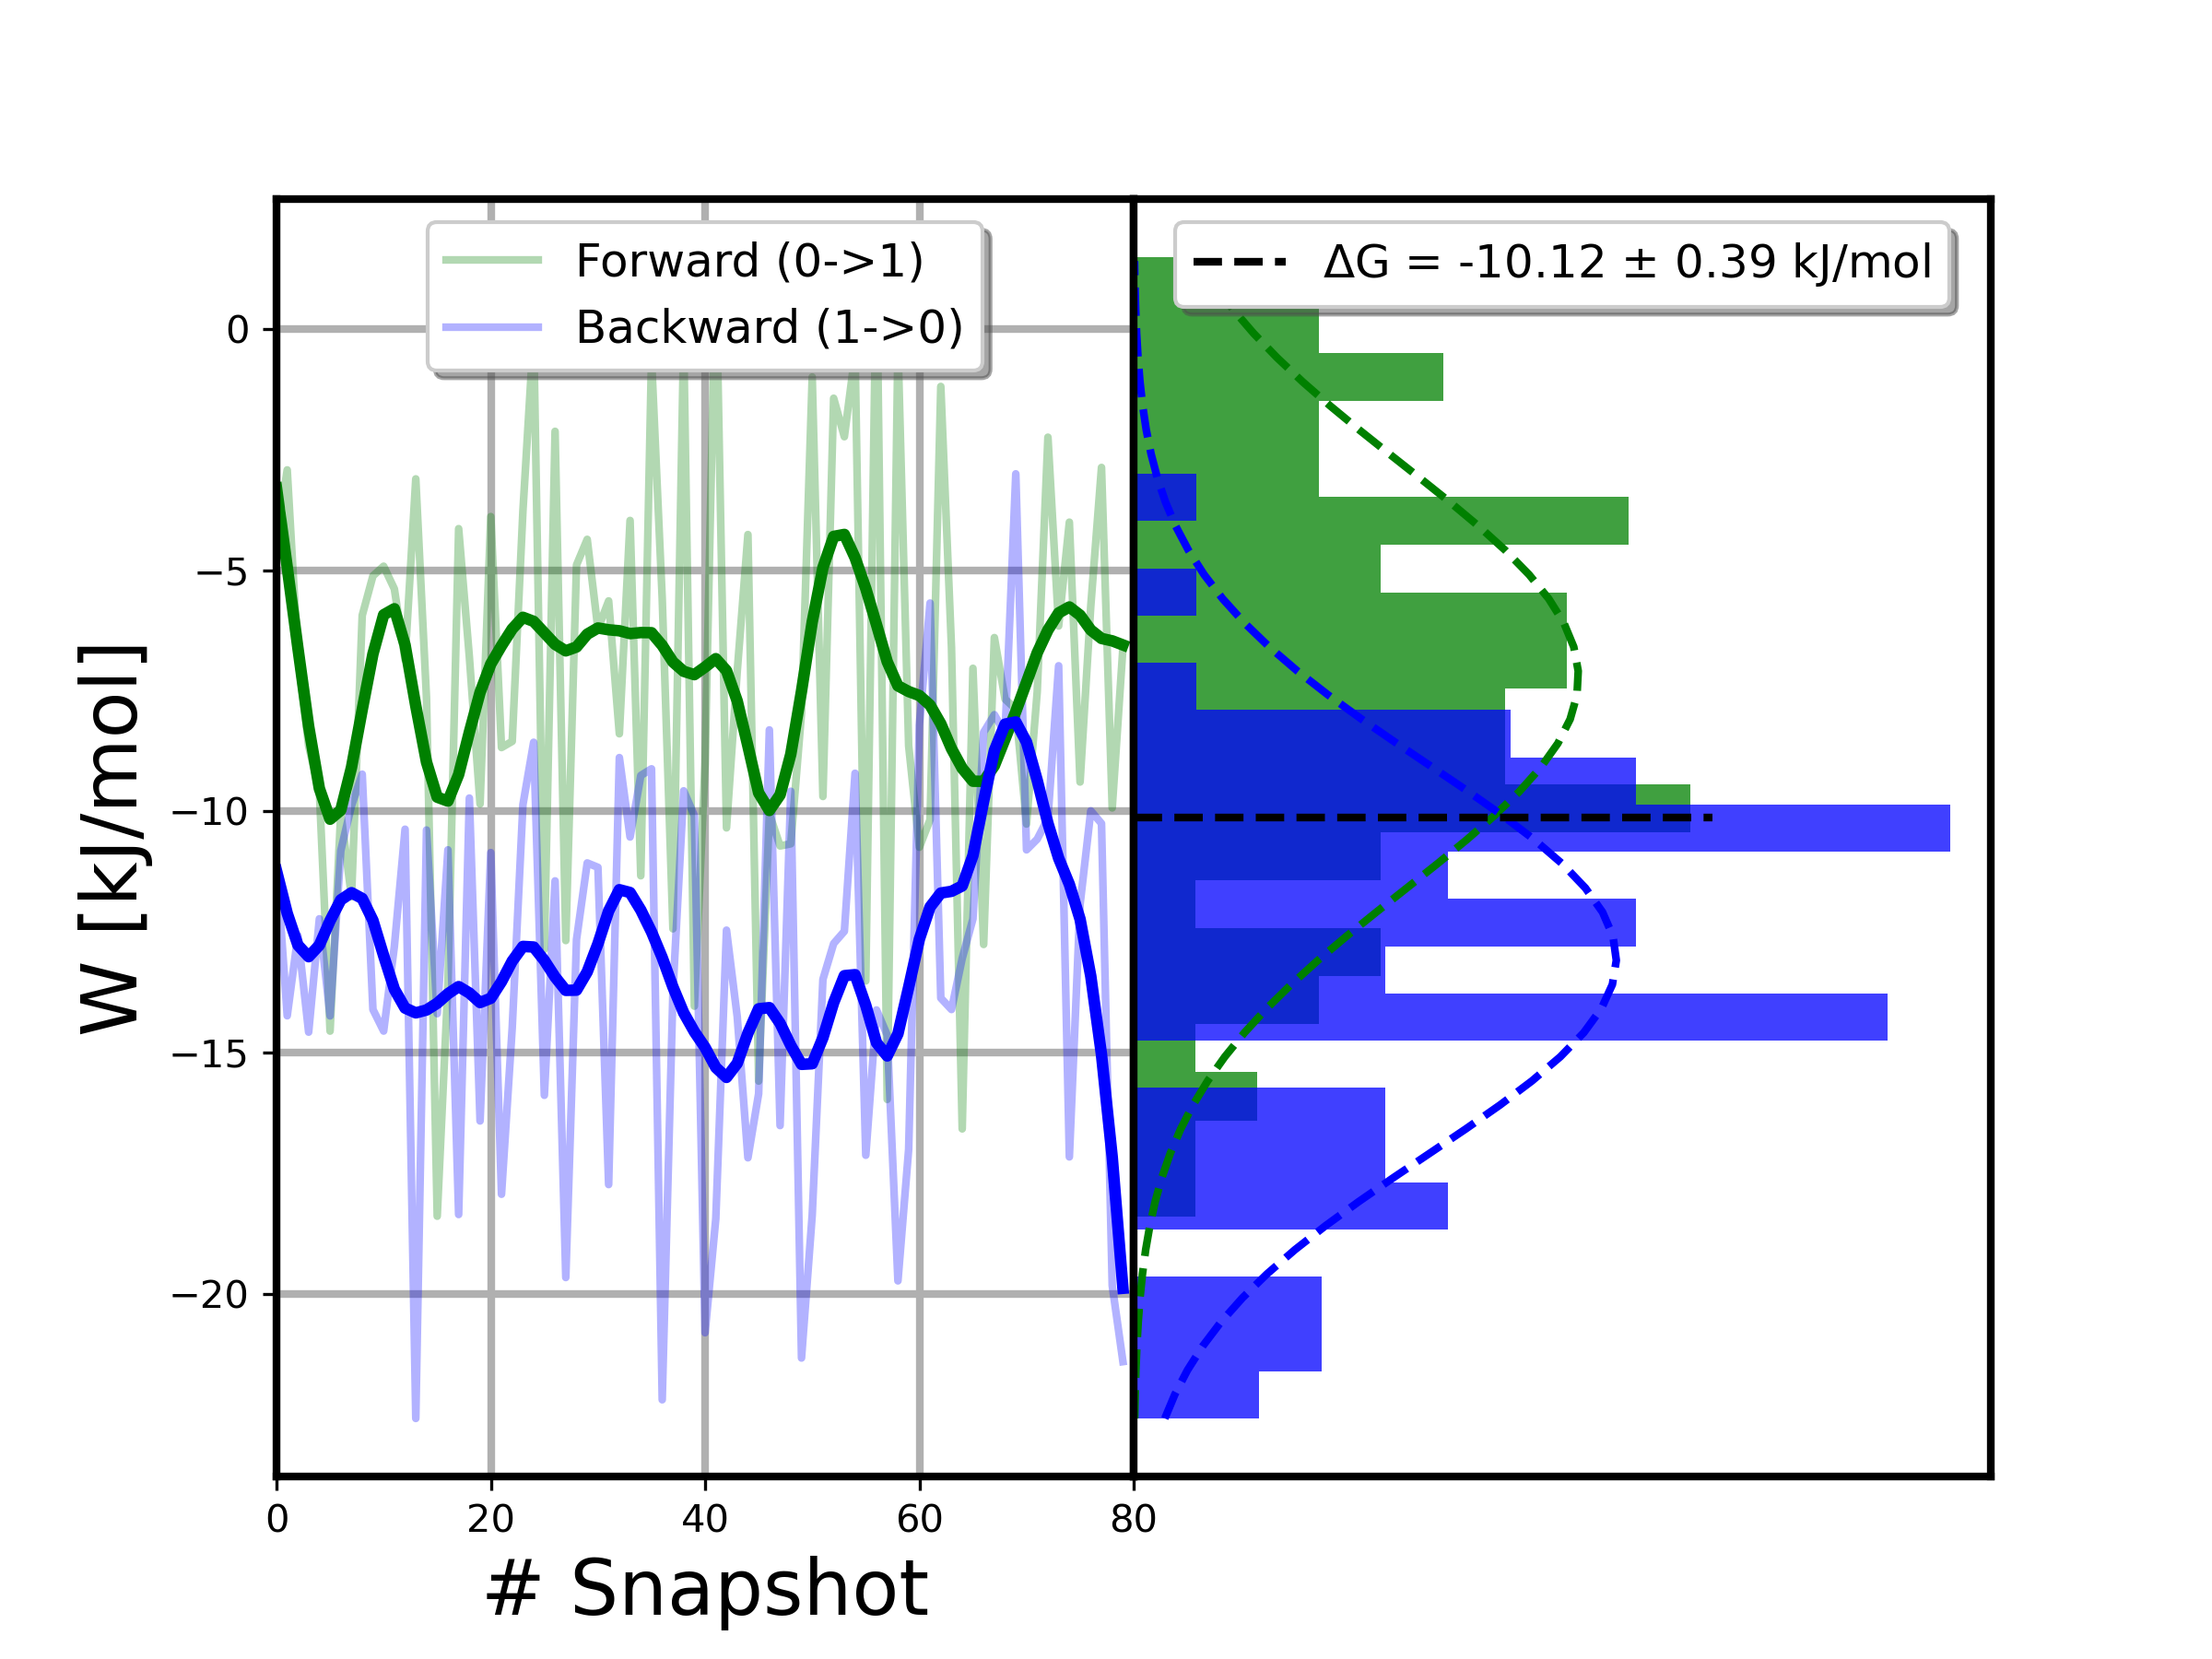 Forward (0->1)
Backward (1->0)
ΔG = -10.12 ± 0.39 kJ/mol
W [kJ/mol]
0
−5
−10
−15
−20
0 20 40 60 80
# Snapshot